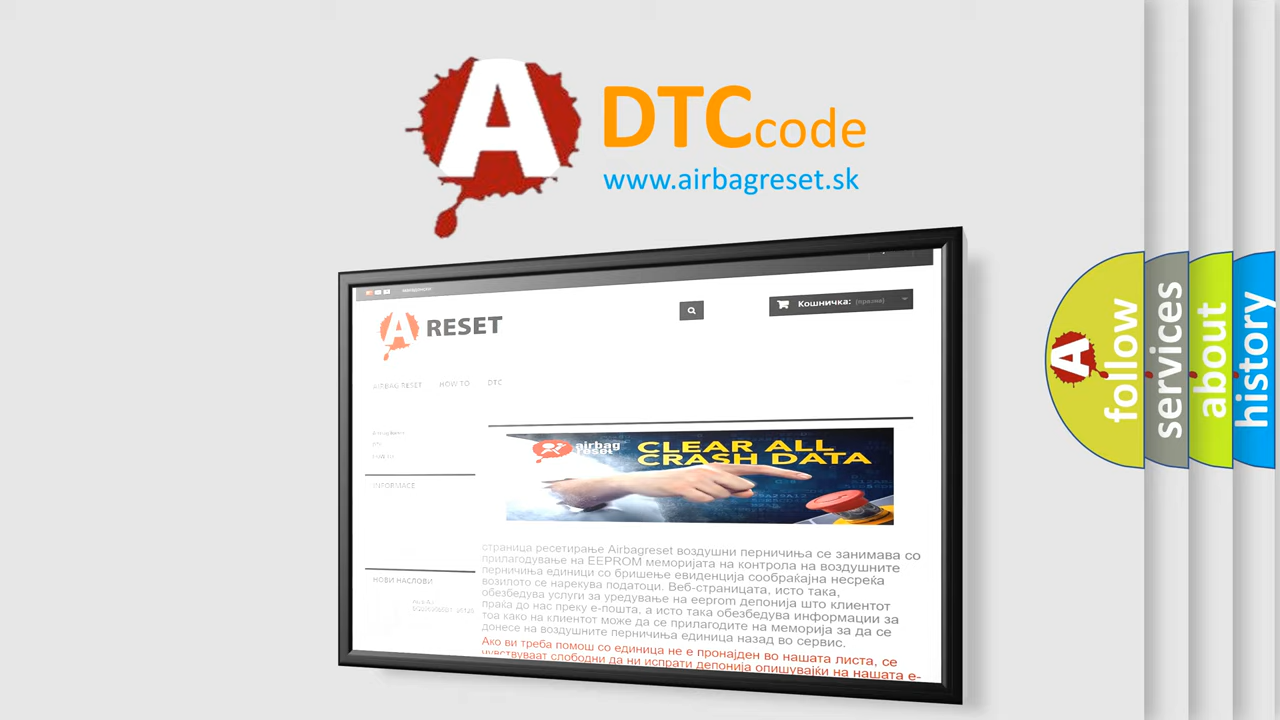 A
DTC code
www.airbagreset.sk
A RESET
Кошничка: (празни)
AIRBAG RESET HOW TO DTC
INFORMACE
airbag
reset
CLEAR ALL
CRASH DATA
страница ресетирање Airbagreset воздушни перничиња се занимава со
прилагодување на EEPROM меморијата на контрола на воздушните
перничиња единици со бришење евиденција сообраќајна несреќа
возилото се нарекува податоци. Веб-страницата, исто така,
обезбедува услуги за уредување на eeprom депонија што клиентот
праќа до нас преку е-пошта, а исто така обезбедува информации за
тоа како на клиентот може да се прилагодите на меморија за да се
донесе на воздушните перничиња единица назад во сервис.
Ако ви треба помош со единица не е пронајден во нашата листа, се
чувствуваат слободни да ни испрати депонија опишувајќи на нашата е-
НОВИ НАСЛОВИ
A
follow
services
about
history